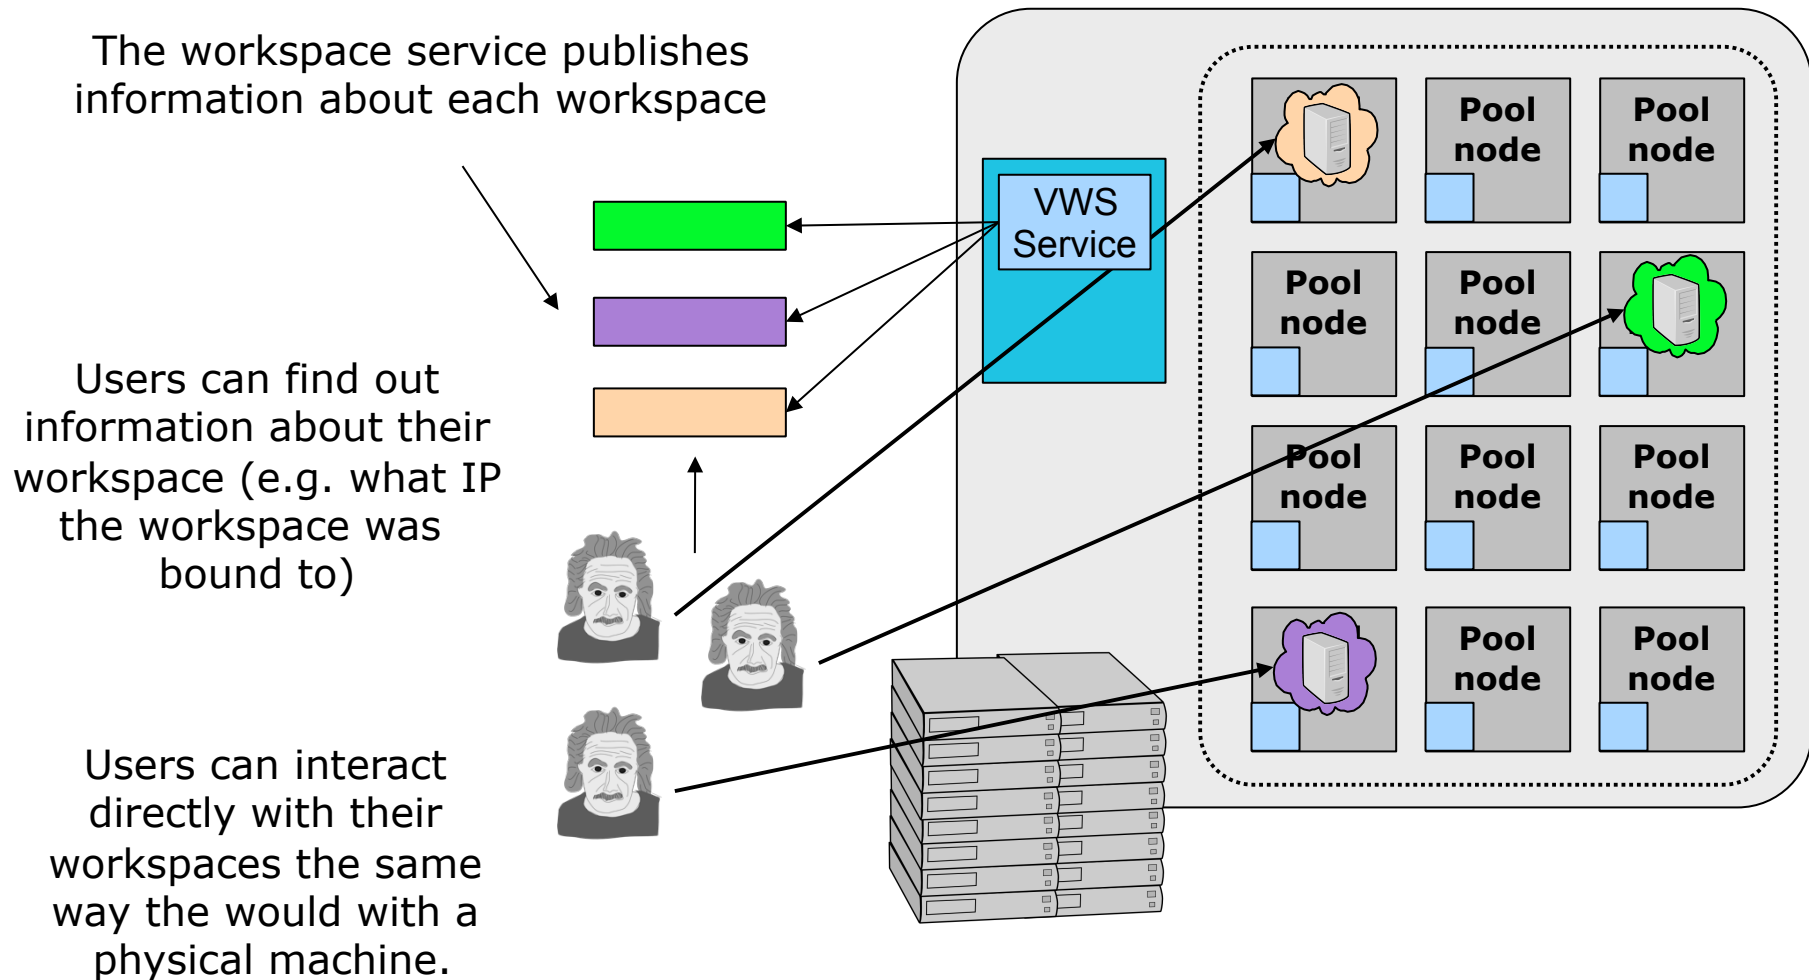 The workspace service publishes
information about each workspace
Users can find out
information about their
workspace (e.g. what IP
the workspace was
bound to)
Users can interact
directly with their
workspaces the same
way the would with a
physical machine.
VWS
Service
Pool
node
Pool
node
Pool
node
Pool
node
Pool
node
Pool
node
Pool
node
Pool
node
Pool
node